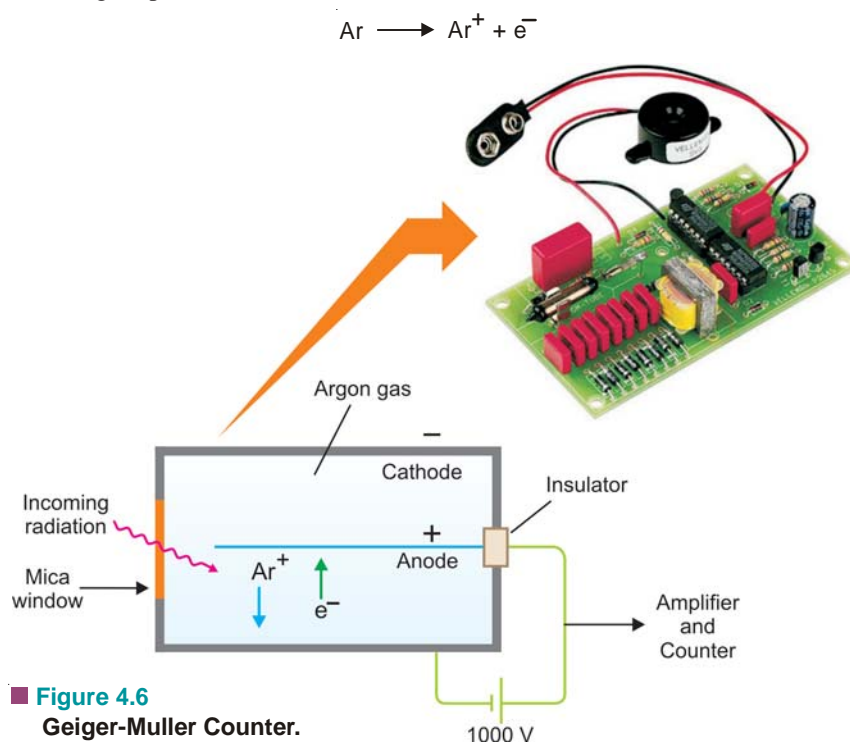 Ar ⟶ Ar⁺ + e⁻
VELLEMAN
Argon gas
−
Cathode
Incoming
radiation
+
Anode
Insulator
Ar⁺
e⁻
Mica
window
Amplifier
and
Counter
1000 V
Figure 4.6
Geiger-Muller Counter.